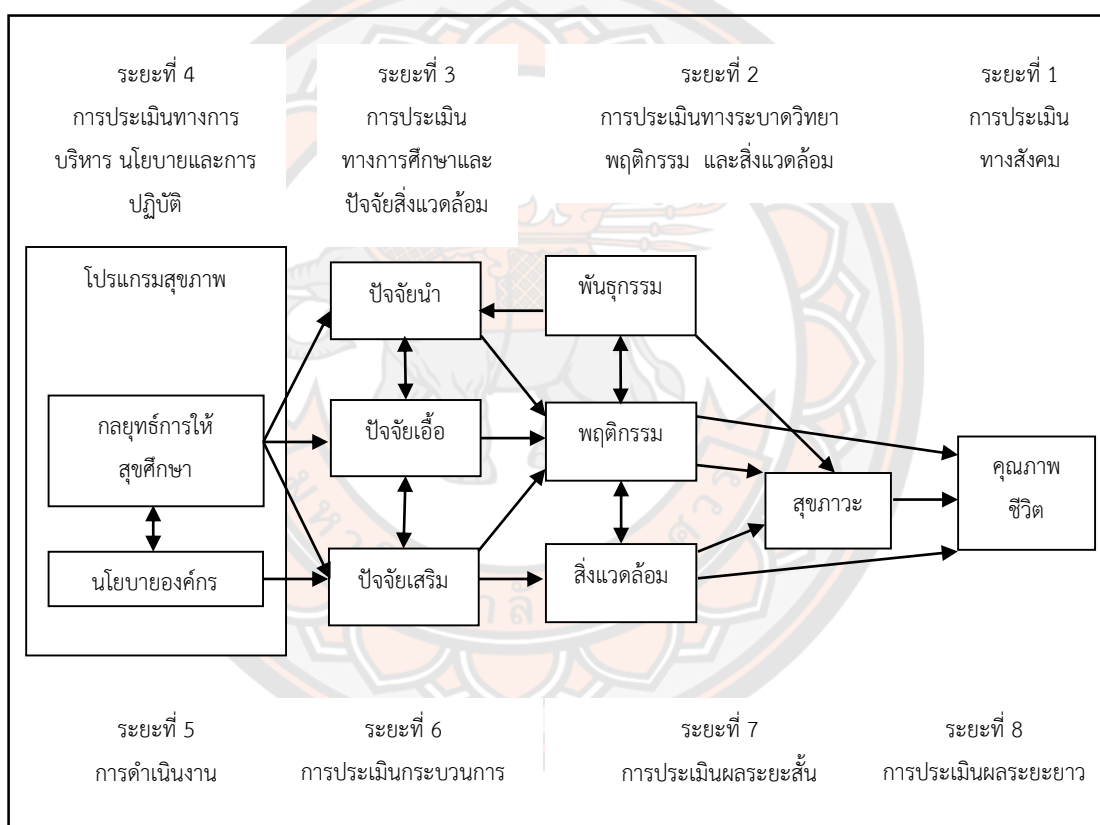 ระยะที่ 4
การประเมินทางการ
บริหาร นโยบายและการ
ปฏิบัติ
ระยะที่ 3
การประเมิน
ทางการศึกษาและ
ปัจจัยสิ่งแวดล้อม
ระยะที่ 2
การประเมินทางระบาดวิทยา
พฤติกรรม และสิ่งแวดล้อม
ระยะที่ 1
การประเมิน
ทางสังคม
โปรแกรมสุขภาพ
กลยุทธ์การให้
สุขศึกษา
นโยบายองค์กร
ปัจจัยนำ
ปัจจัยเอื้อ
ปัจจัยเสริม
พันธุกรรม
พฤติกรรม
สิ่งแวดล้อม
สุขภาวะ
คุณภาพ
ชีวิต
ระยะที่ 5
การดำเนินงาน
ระยะที่ 6
การประเมินกระบวนการ
ระยะที่ 7
การประเมินผลระยะสั้น
ระยะที่ 8
การประเมินผลระยะยาว